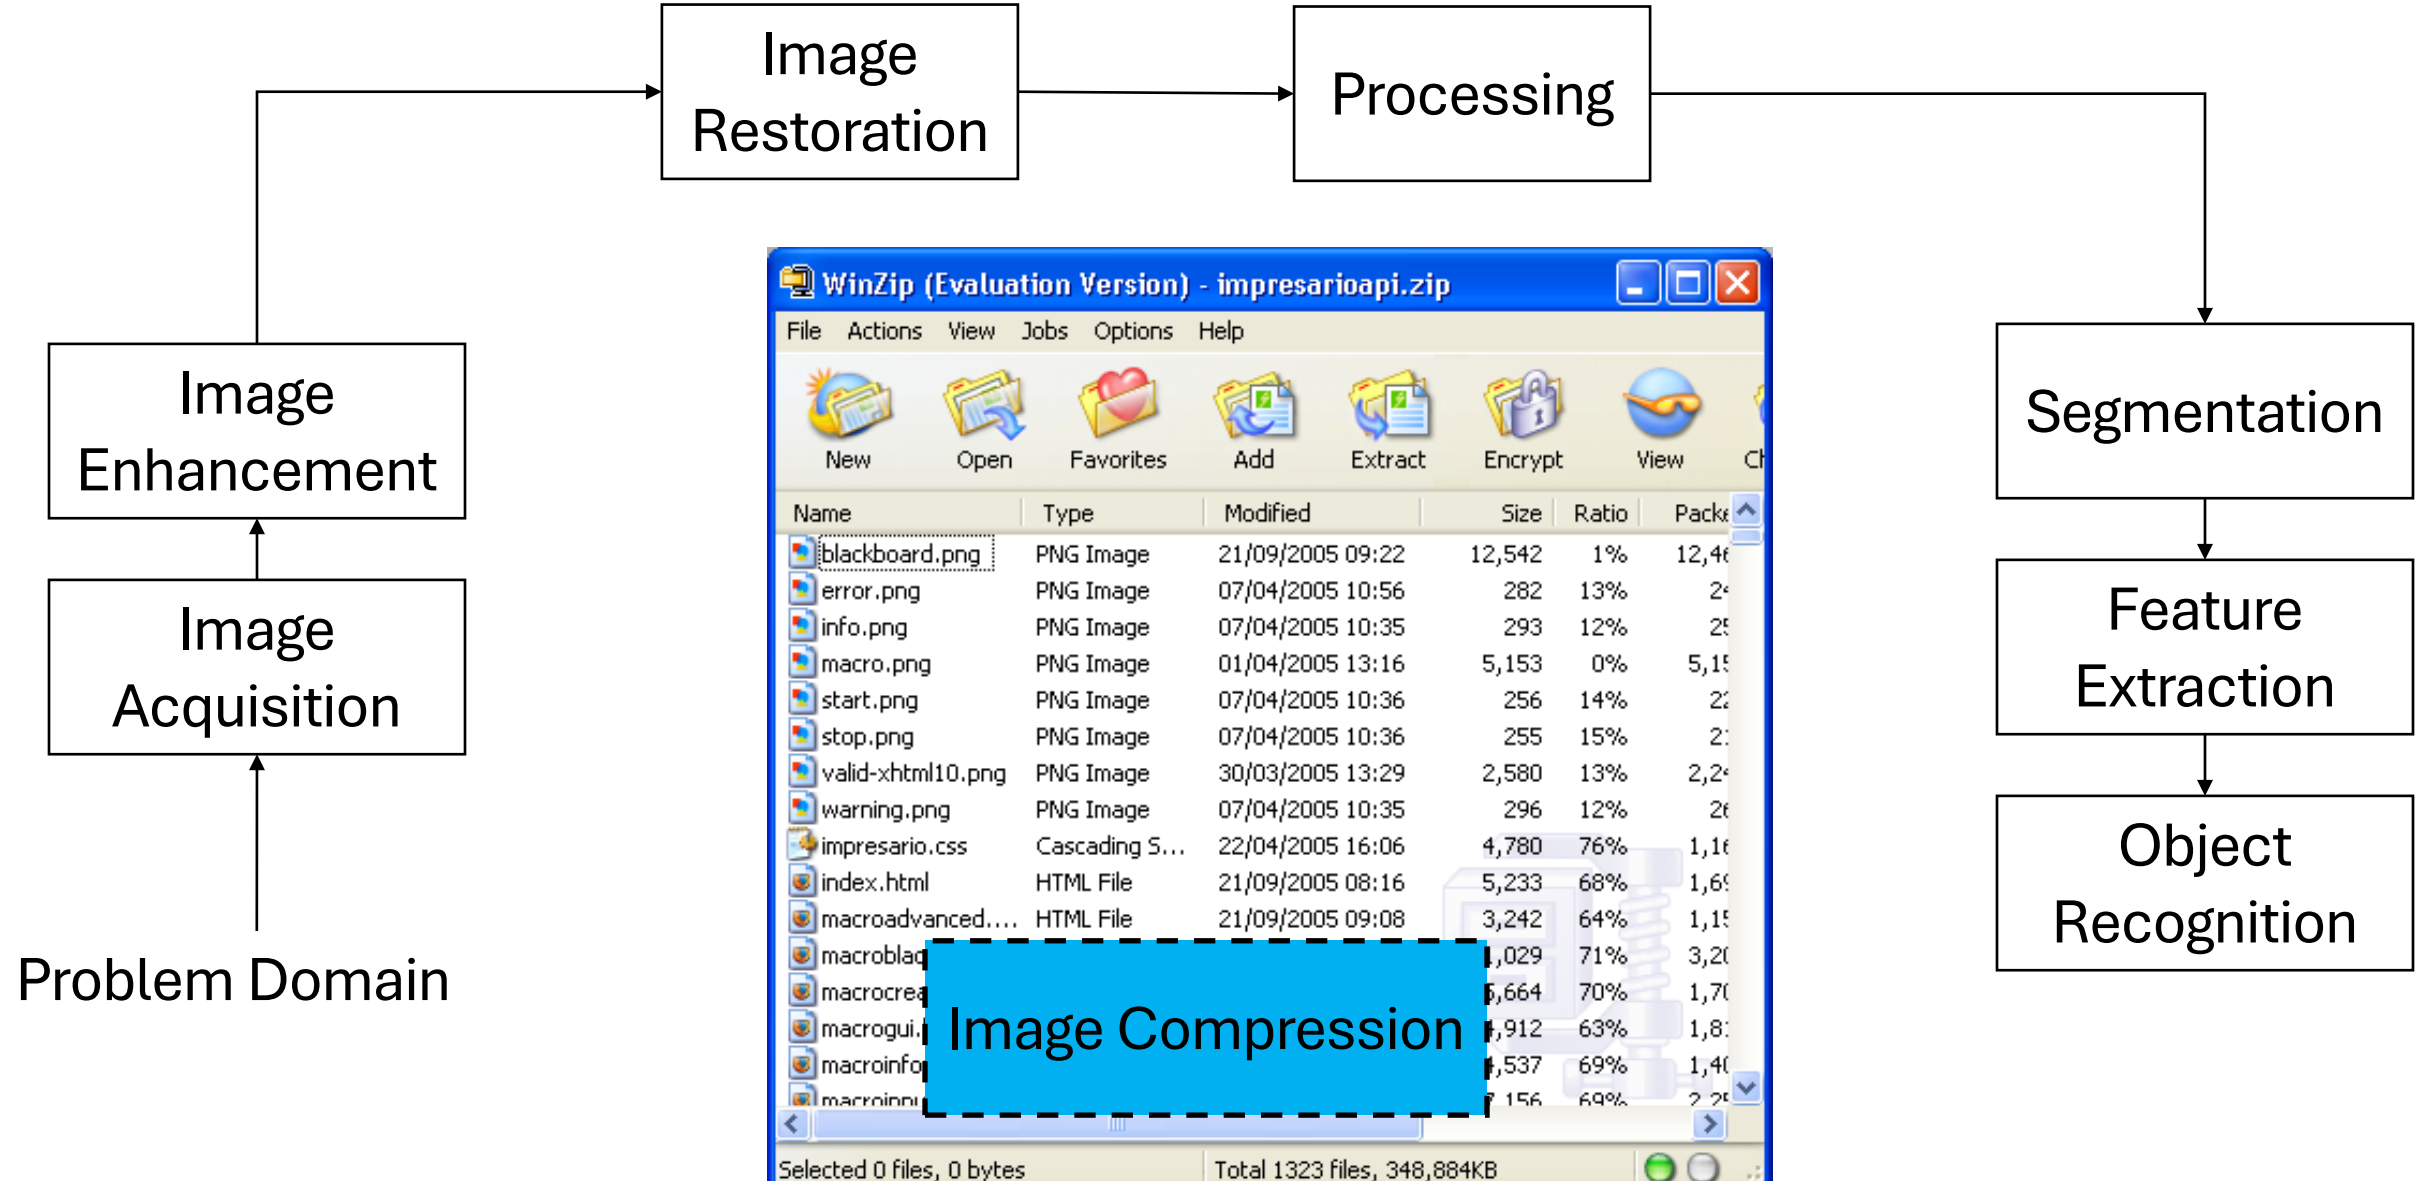 Image
Restoration
Processing
Image
Enhancement
Image
Acquisition
Problem Domain
WinZip (Evaluation Version) - impresarioapi.zip
File Actions View Jobs Options Help
New Open Favorites Add Extract Encrypt View
Name Type Modified Size Ratio
blackboard.png PNG Image 21/09/2005 09:22 12,542 1%
error.png PNG Image 07/04/2005 10:56 282 13%
info.png PNG Image 07/04/2005 10:35 293 12%
macro.png PNG Image 01/04/2005 13:16 5,153 0%
start.png PNG Image 07/04/2005 10:36 256 14%
stop.png PNG Image 07/04/2005 10:36 255 15%
valid-xhtml10.png PNG Image 30/03/2005 13:29 2,580 13%
warning.png PNG Image 07/04/2005 10:35 296 12%
impresario.css Cascading S... 22/04/2005 16:06 4,780 76%
index.html HTML File 21/09/2005 08:16 5,233 68%
macroadvanced.... HTML File 21/09/2005 09:08 3,242 64%
71%
70%
63%
69%
69%
Image Compression
Selected 0 files, 0 bytes Total 1323 files, 348,884KB
Segmentation
Feature
Extraction
Object
Recognition